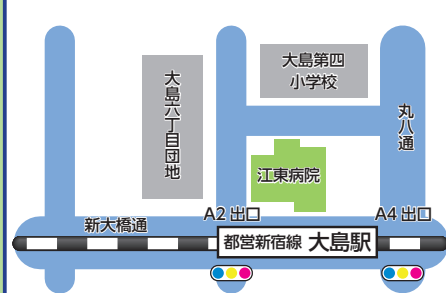 大島第四
小学校
大島六丁目団地
丸八通
江東病院
新大橋通
A2 出口
A4 出口
都営新宿線 大島駅